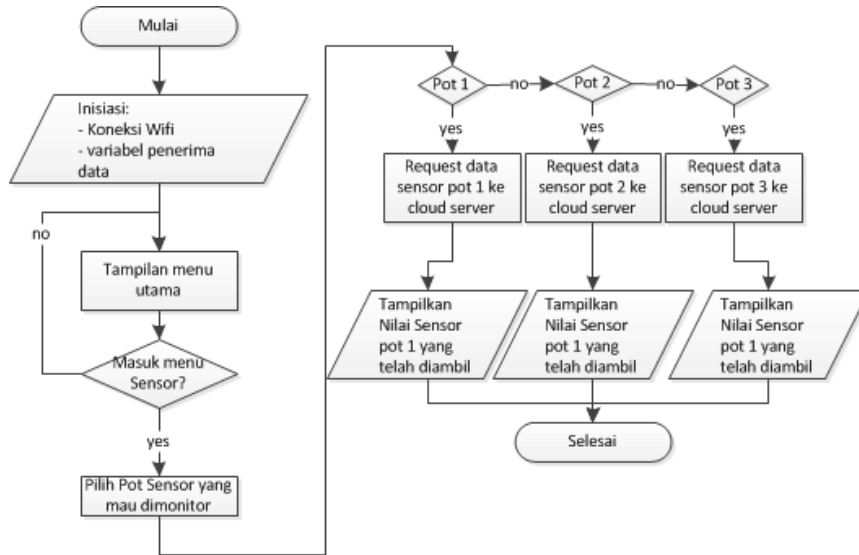 Mulai
Inisiasi:
- Koneksi Wifi
- variabel penerima
data
no
Tampilan menu
utama
Masuk menu
Sensor?
yes
Pilih Pot Sensor yang
mau dimonitor
Pot 1
no
Pot 2
no
Pot 3
yes
yes
yes
Request data
sensor pot 1 ke
cloud server
Request data
sensor pot 2 ke
cloud server
Request data
sensor pot 3 ke
cloud server
Tampilkan
Nilai Sensor
pot 1 yang
telah diambil
Tampilkan
Nilai Sensor
pot 1 yang
telah diambil
Tampilkan
Nilai Sensor
pot 1 yang
telah diambil
Selesai